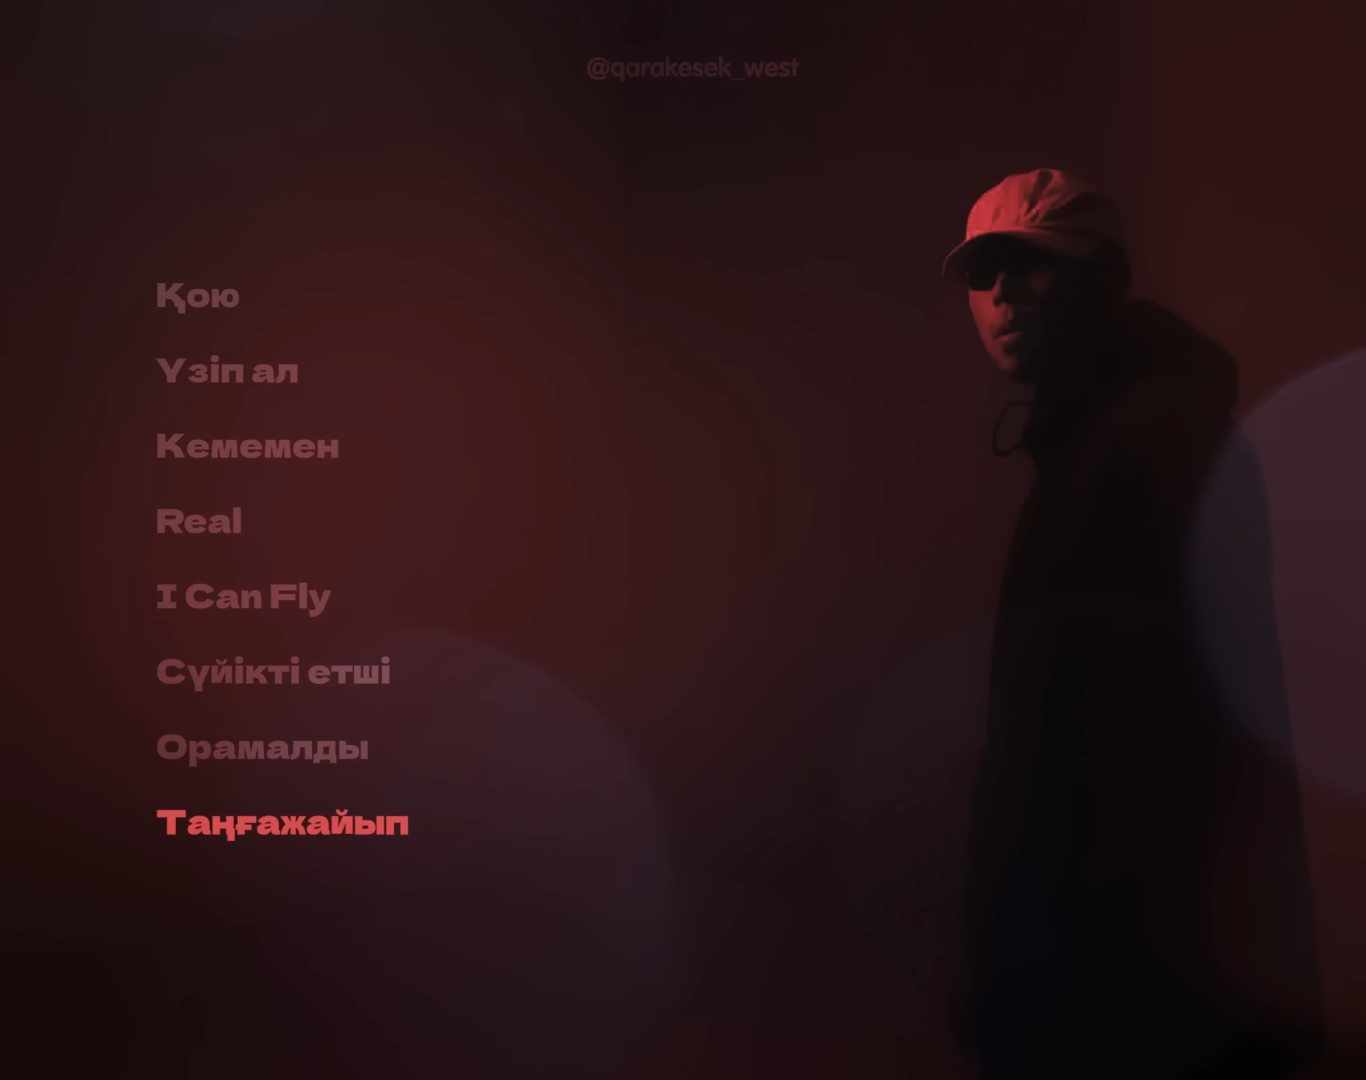 @qarakesek_west
Қою
Үзіп ал
Кемемен
Real
I Can Fly
Сүйікті етші
Орамалды
Таңғажайып